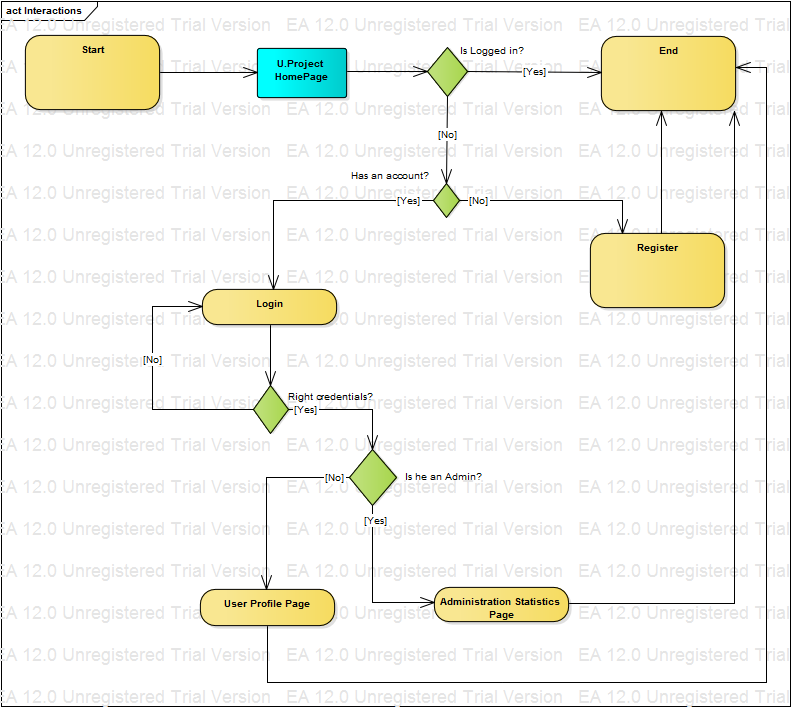 act Interactions
EA 12.0 Unregistered Trial Version
Start
U.Project
HomePage
Is Logged in?
[Yes]
End
[No]
Has an account?
[Yes]
[No]
Register
Login
[No]
Right credentials?
[Yes]
Is he an Admin?
[No]
[Yes]
User Profile Page
Administration Statistics
Page